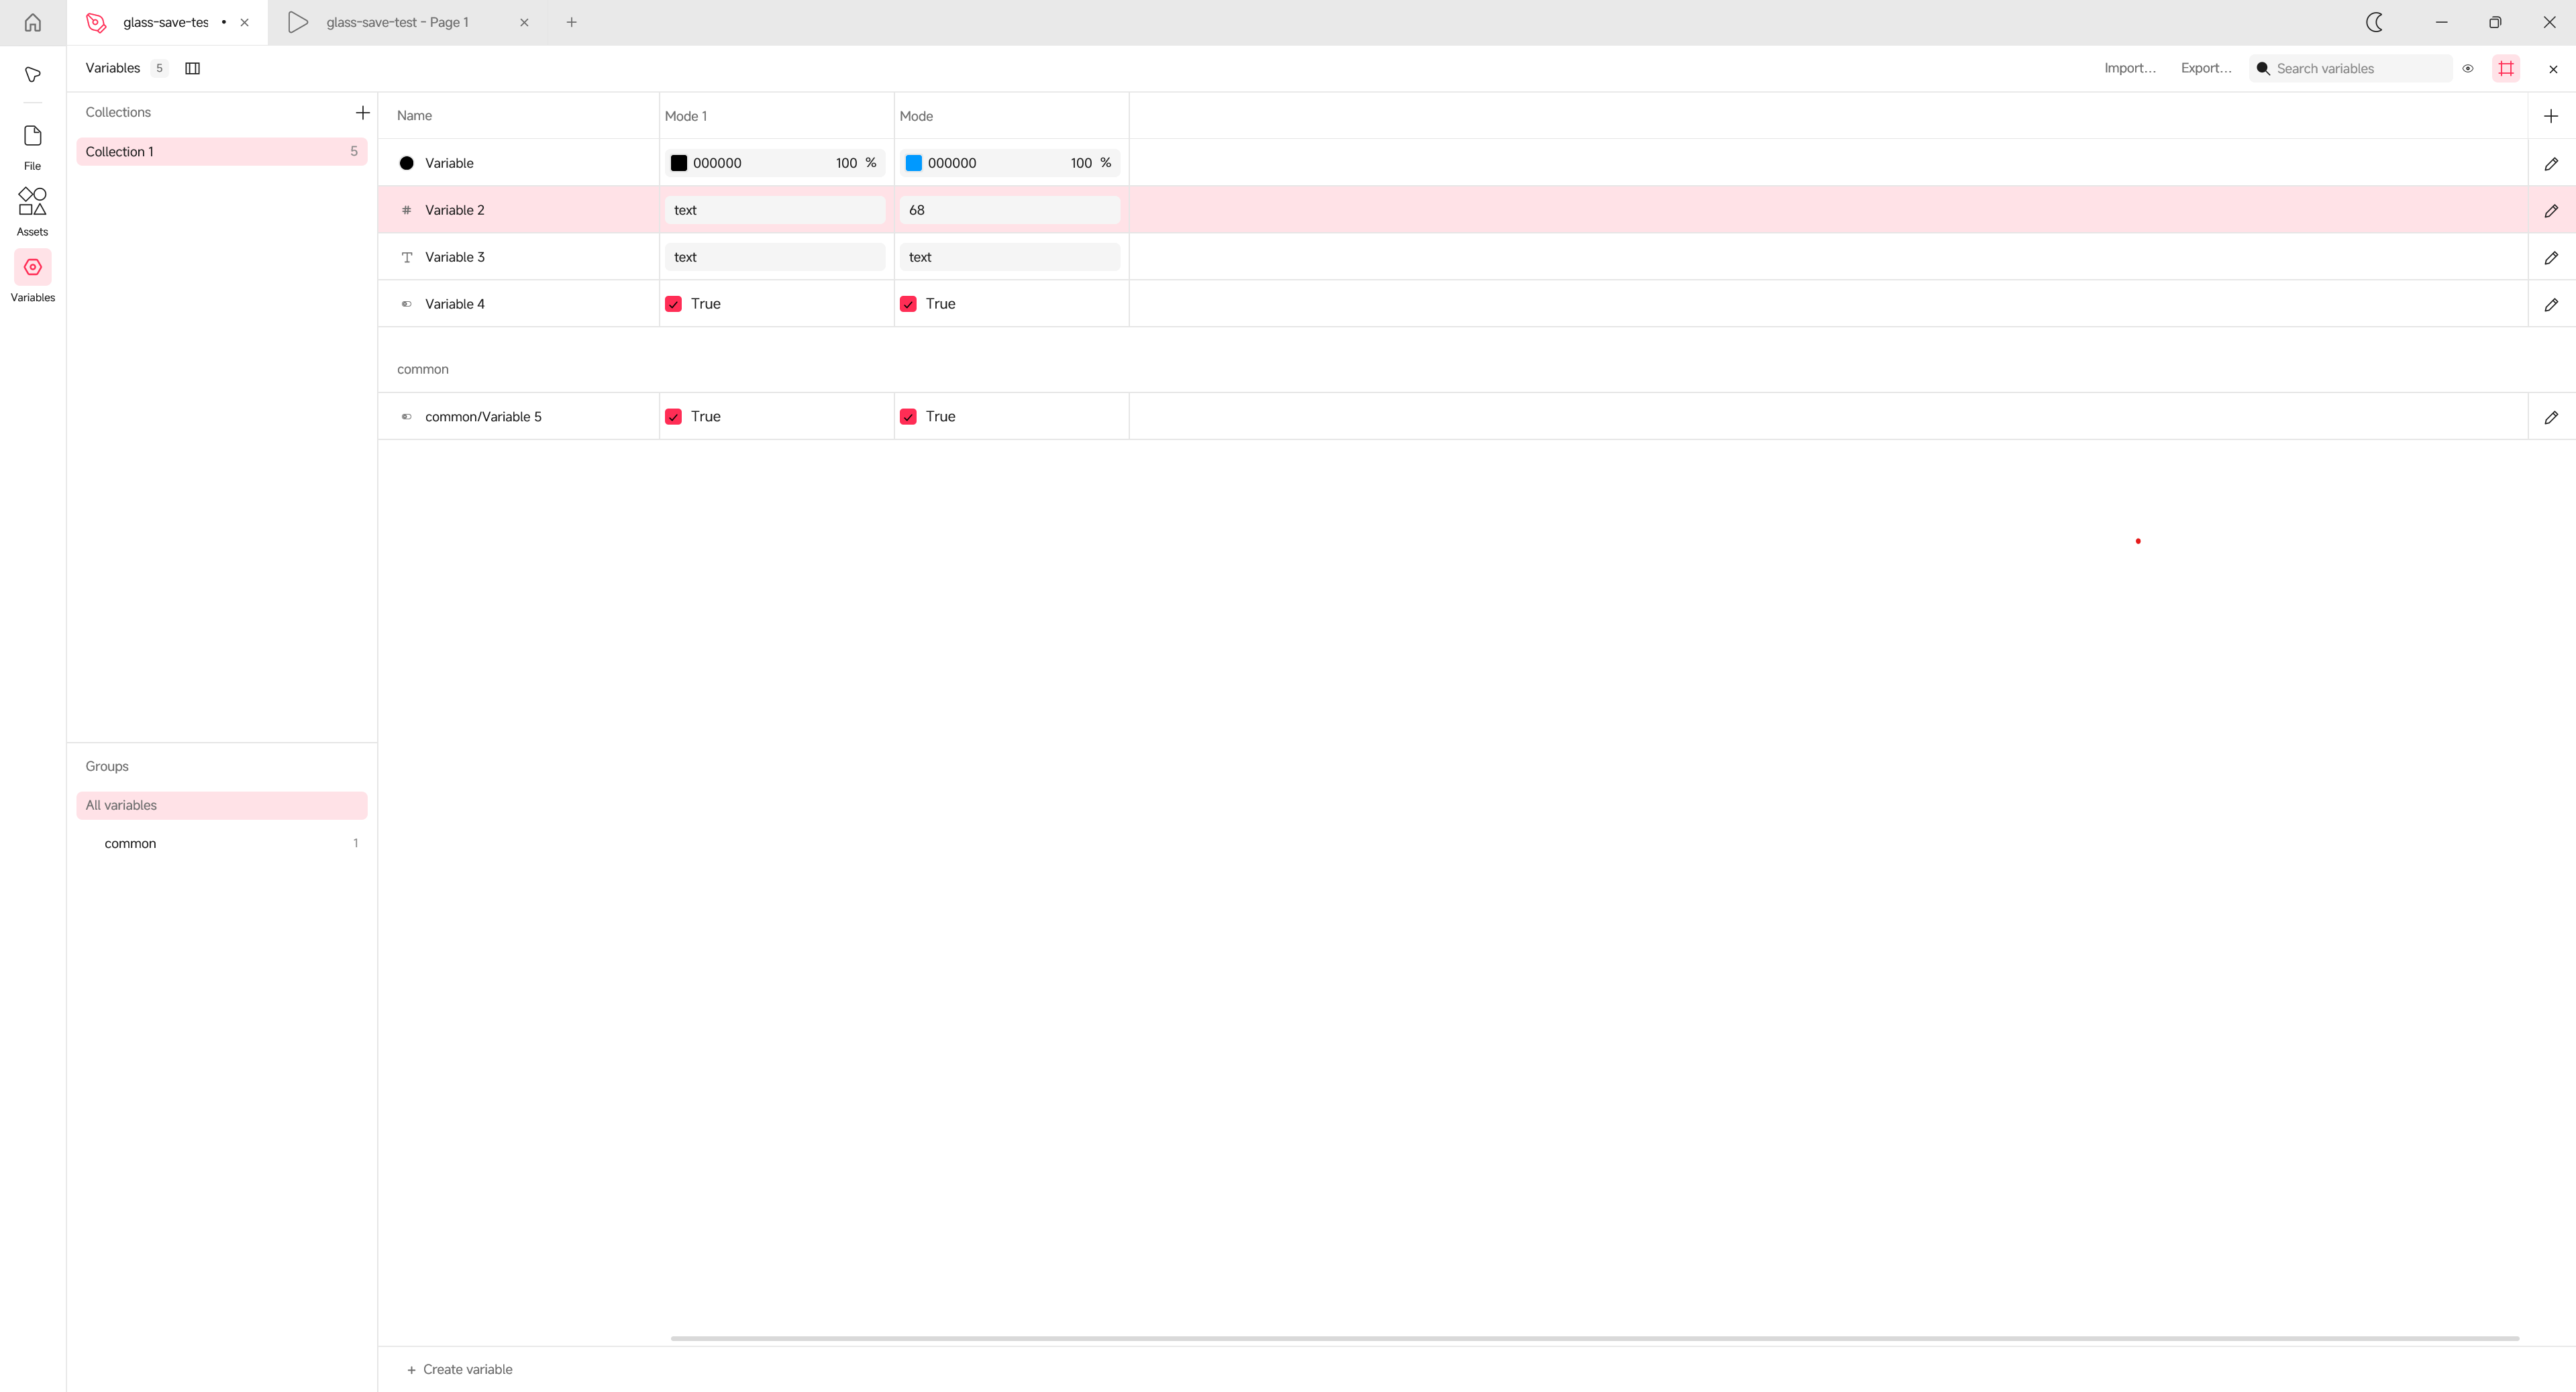 glass-save-tes •
glass-save-test - Page 1
Variables 5
Import...
Export...
Search variables
File
Assets
Variables
Collections
Collection 1 5
Name Mode 1 Mode
Variable 000000 100 % 000000 100 %
# Variable 2 text 68
T Variable 3 text text
Variable 4 True True
common
common/Variable 5 True True
Groups
All variables
common 1
+ Create variable